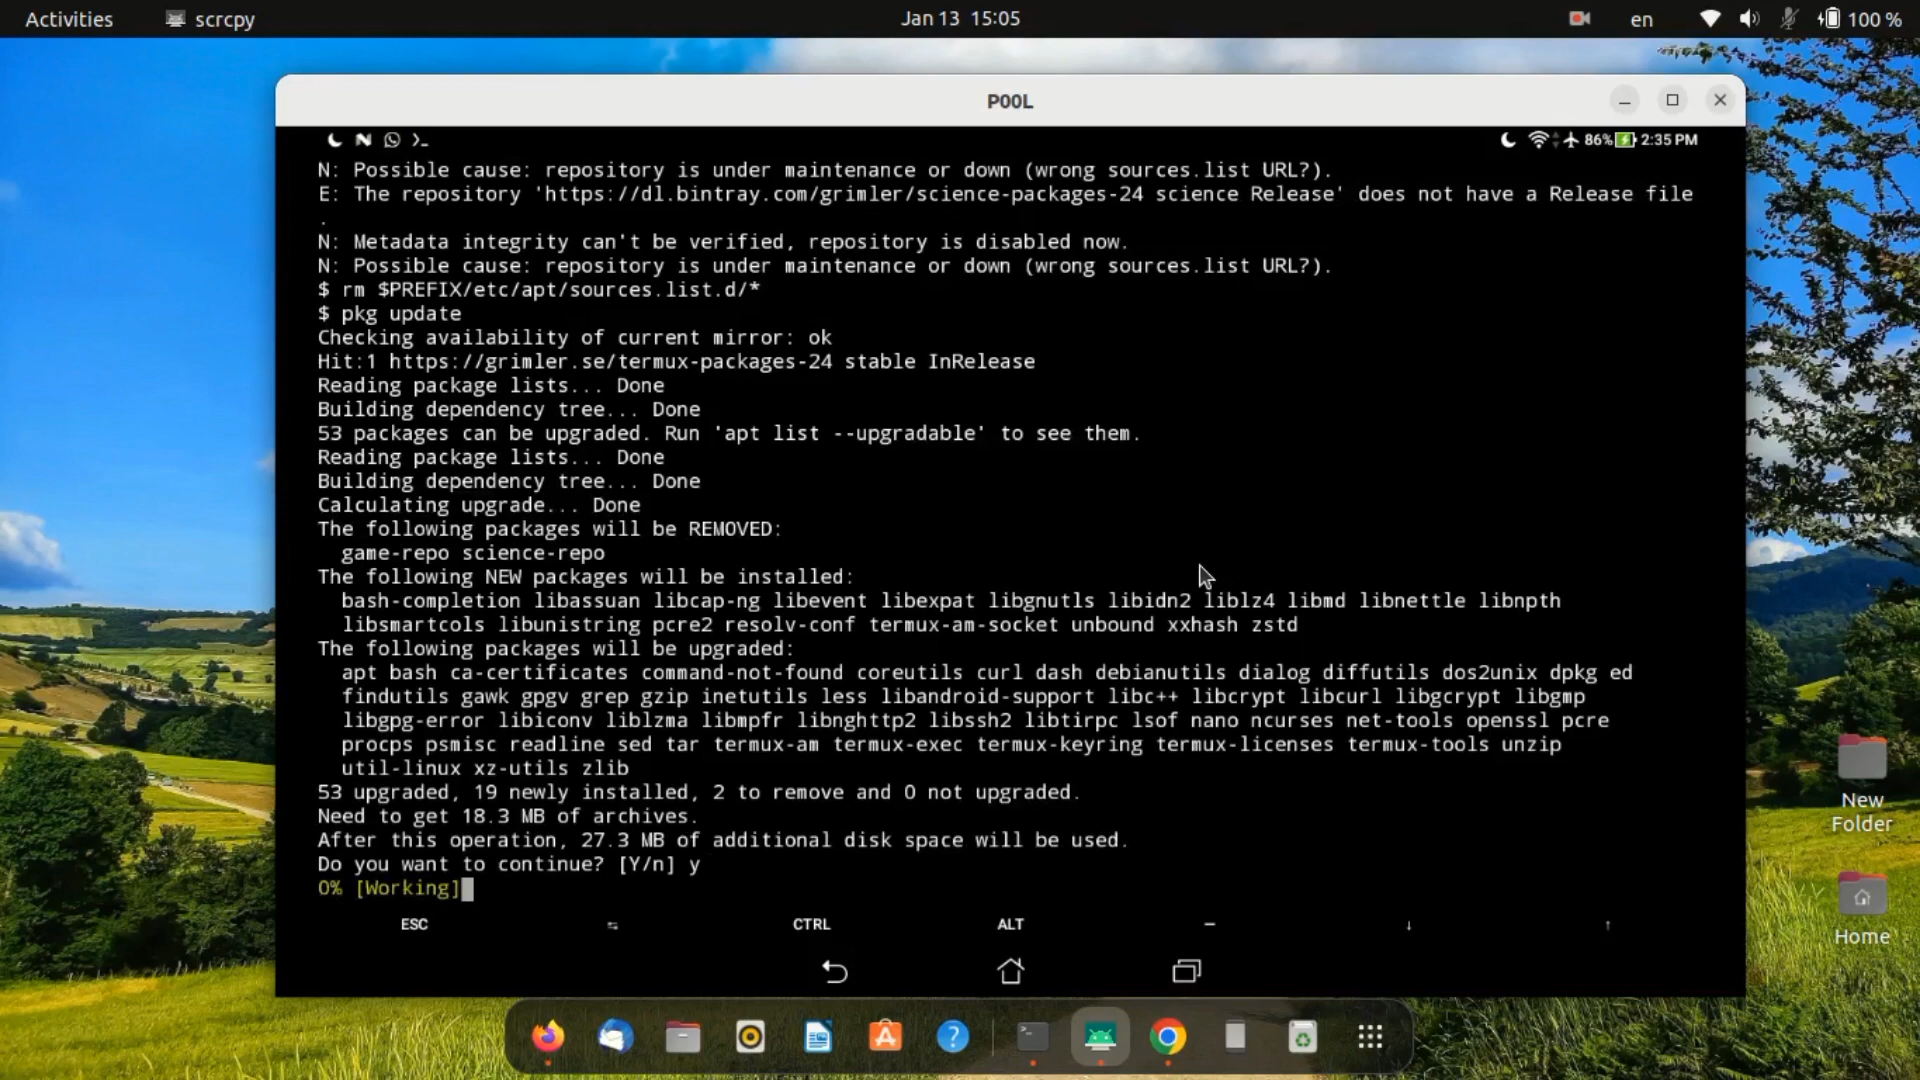 Activities
scrcpy
Jan 13 15:05
en
100 %
P00L
86%
2:35 PM
N: Possible cause: repository is under maintenance or down (wrong sources.list URL?).
E: The repository 'https://dl.bintray.com/grimler/science-packages-24 science Release' does not have a Release file
.
N: Metadata integrity can't be verified, repository is disabled now.
N: Possible cause: repository is under maintenance or down (wrong sources.list URL?).
$ rm $PREFIX/etc/apt/sources.list.d/*
$ pkg update
Checking availability of current mirror: ok
Hit:1 https://grimler.se/termux-packages-24 stable InRelease
Reading package lists... Done
Building dependency tree... Done
53 packages can be upgraded. Run 'apt list --upgradable' to see them.
Reading package lists... Done
Building dependency tree... Done
Calculating upgrade... Done
The following packages will be REMOVED:
game-repo science-repo
The following NEW packages will be installed:
bash-completion libassuan libcap-ng libevent libexpat libgnutls libidn2 liblz4 libmd libnettle libnpth
libsmartcols libunistring pcre2 resolv-conf termux-am-socket unbound xxhash zstd
The following packages will be upgraded:
apt bash ca-certificates command-not-found coreutils curl dash debianutils dialog diffutils dos2unix dpkg ed
findutils gawk gpgv grep gzip inetutils less libandroid-support libc++ libcrypt libcurl libgcrypt libgmp
libgpg-error libiconv liblzma libmpfr libnghttp2 libssh2 libtirpc lsof nano ncurses net-tools openssl pcre
procps psmisc readline sed tar termux-am termux-exec termux-keyring termux-licenses termux-tools unzip
util-linux xz-utils zlib
53 upgraded, 19 newly installed, 2 to remove and 0 not upgraded.
Need to get 18.3 MB of archives.
After this operation, 27.3 MB of additional disk space will be used.
Do you want to continue? [Y/n] y
0% [Working]
ESC
CTRL
ALT
New
Folder
Home